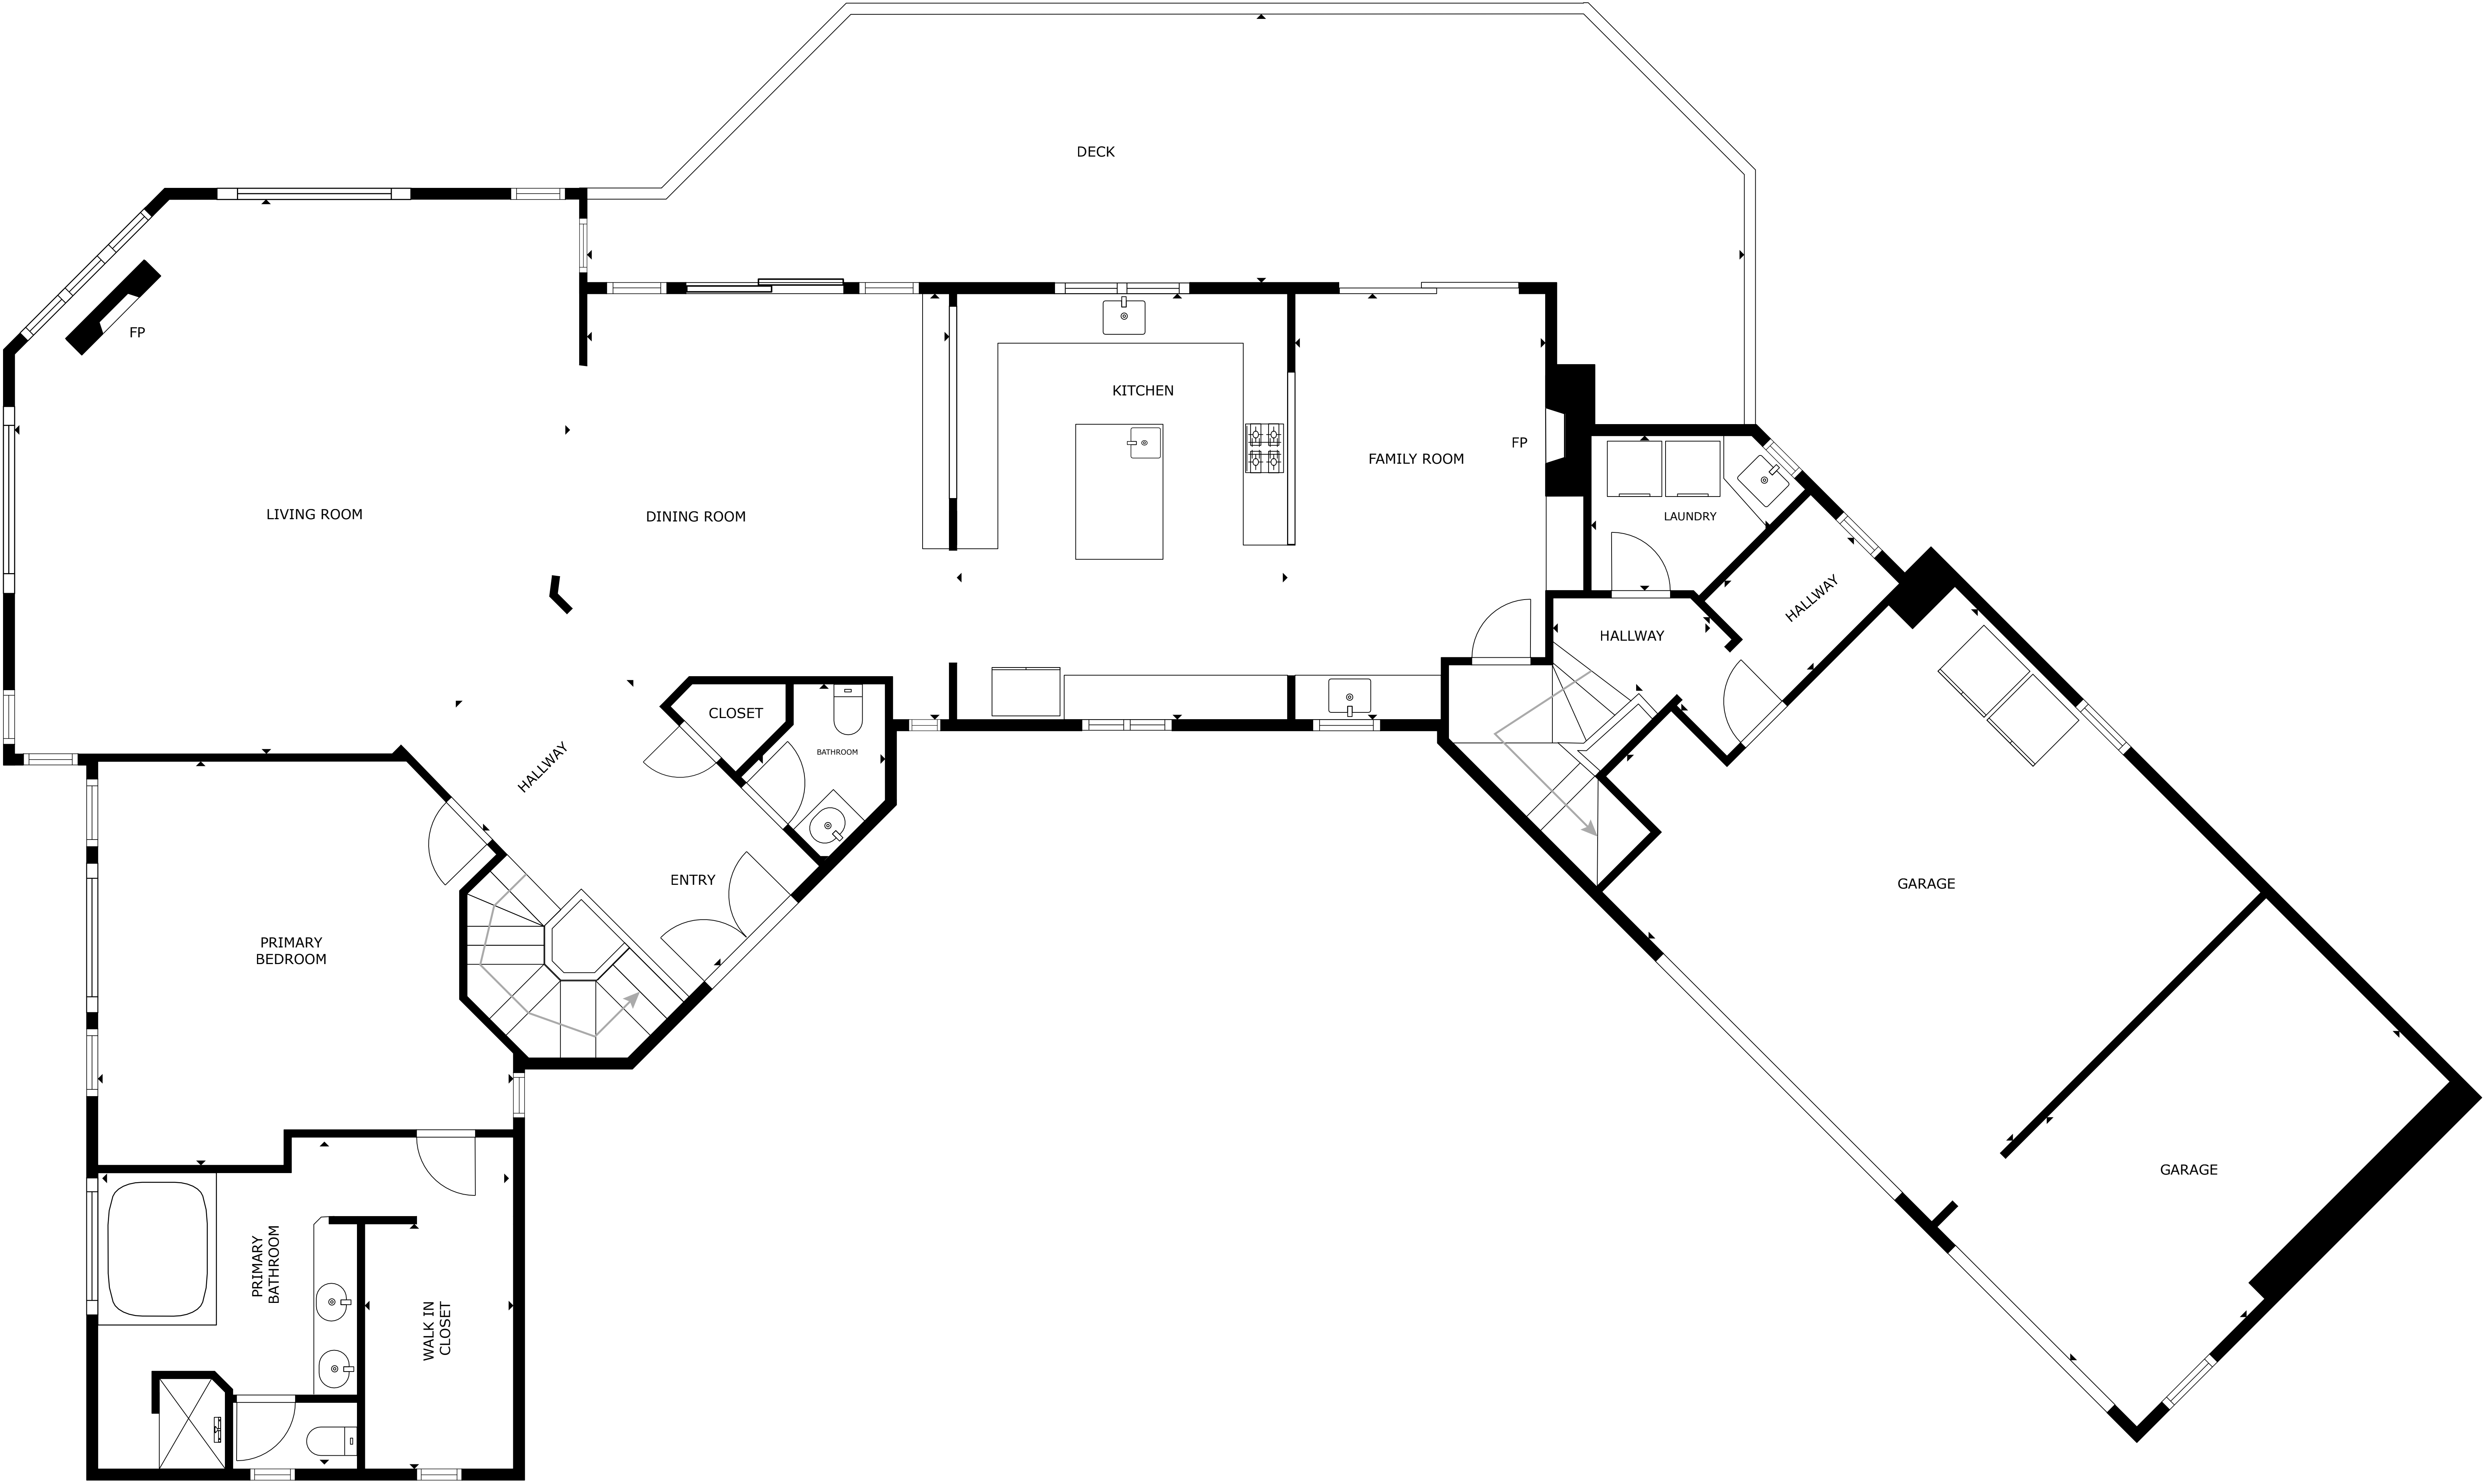 DECK
FP
KITCHEN
FP
FAMILY ROOM
LIVING ROOM
DINING ROOM
LAUNDRY
HALLWAY
HALLWAY
CLOSET
BATHROOM
HALLWAY
ENTRY
GARAGE
PRIMARY
BEDROOM
GARAGE
PRIMARY
BATHROOM
WALK IN
CLOSET